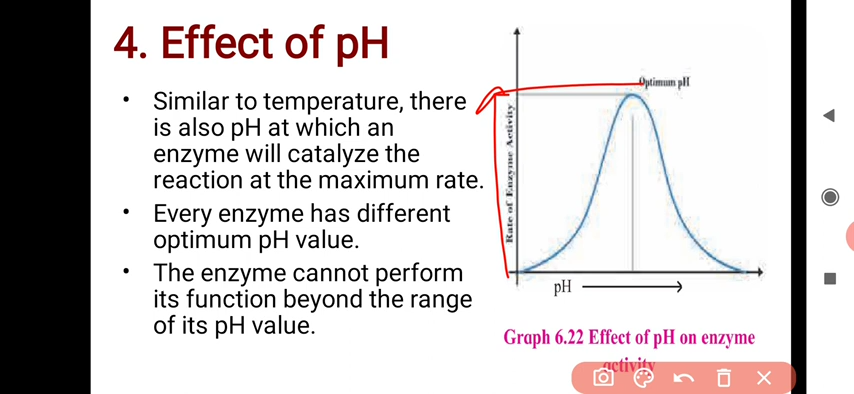 4. Effect of pH
• Similar to temperature, there
is also pH at which an
enzyme will catalyze the
reaction at the maximum rate.
• Every enzyme has different
optimum pH value.
• The enzyme cannot perform
its function beyond the range
of its pH value.
Optimum pH
Rate of Enzyme Activity
pH
Graph 6.22 Effect of pH on enzyme
activity